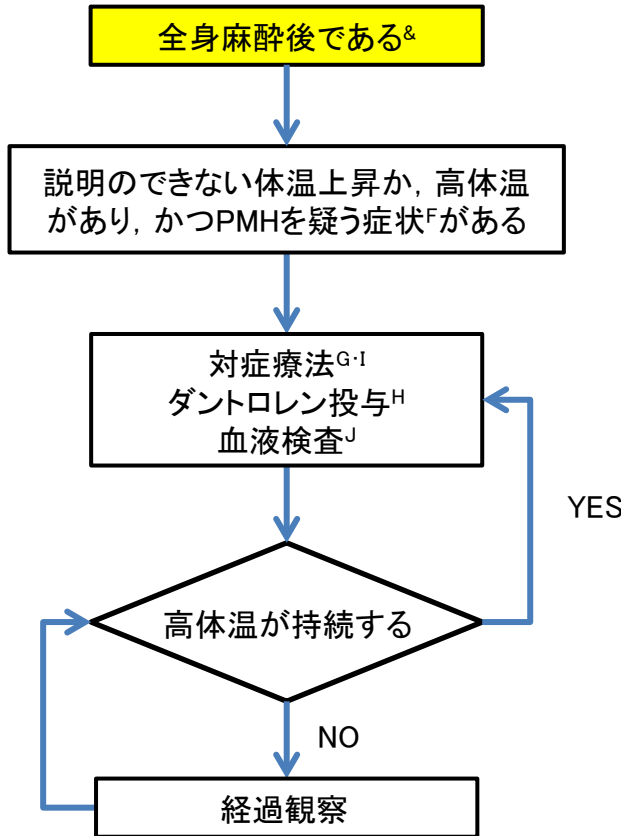 全身麻酔後である&
説明のできない体温上昇か，高体温
があり，かつPMHを疑う症状Fがある
対症療法G･I
ダントロレン投与H
血液検査J
YES
高体温が持続する
NO
経過観察